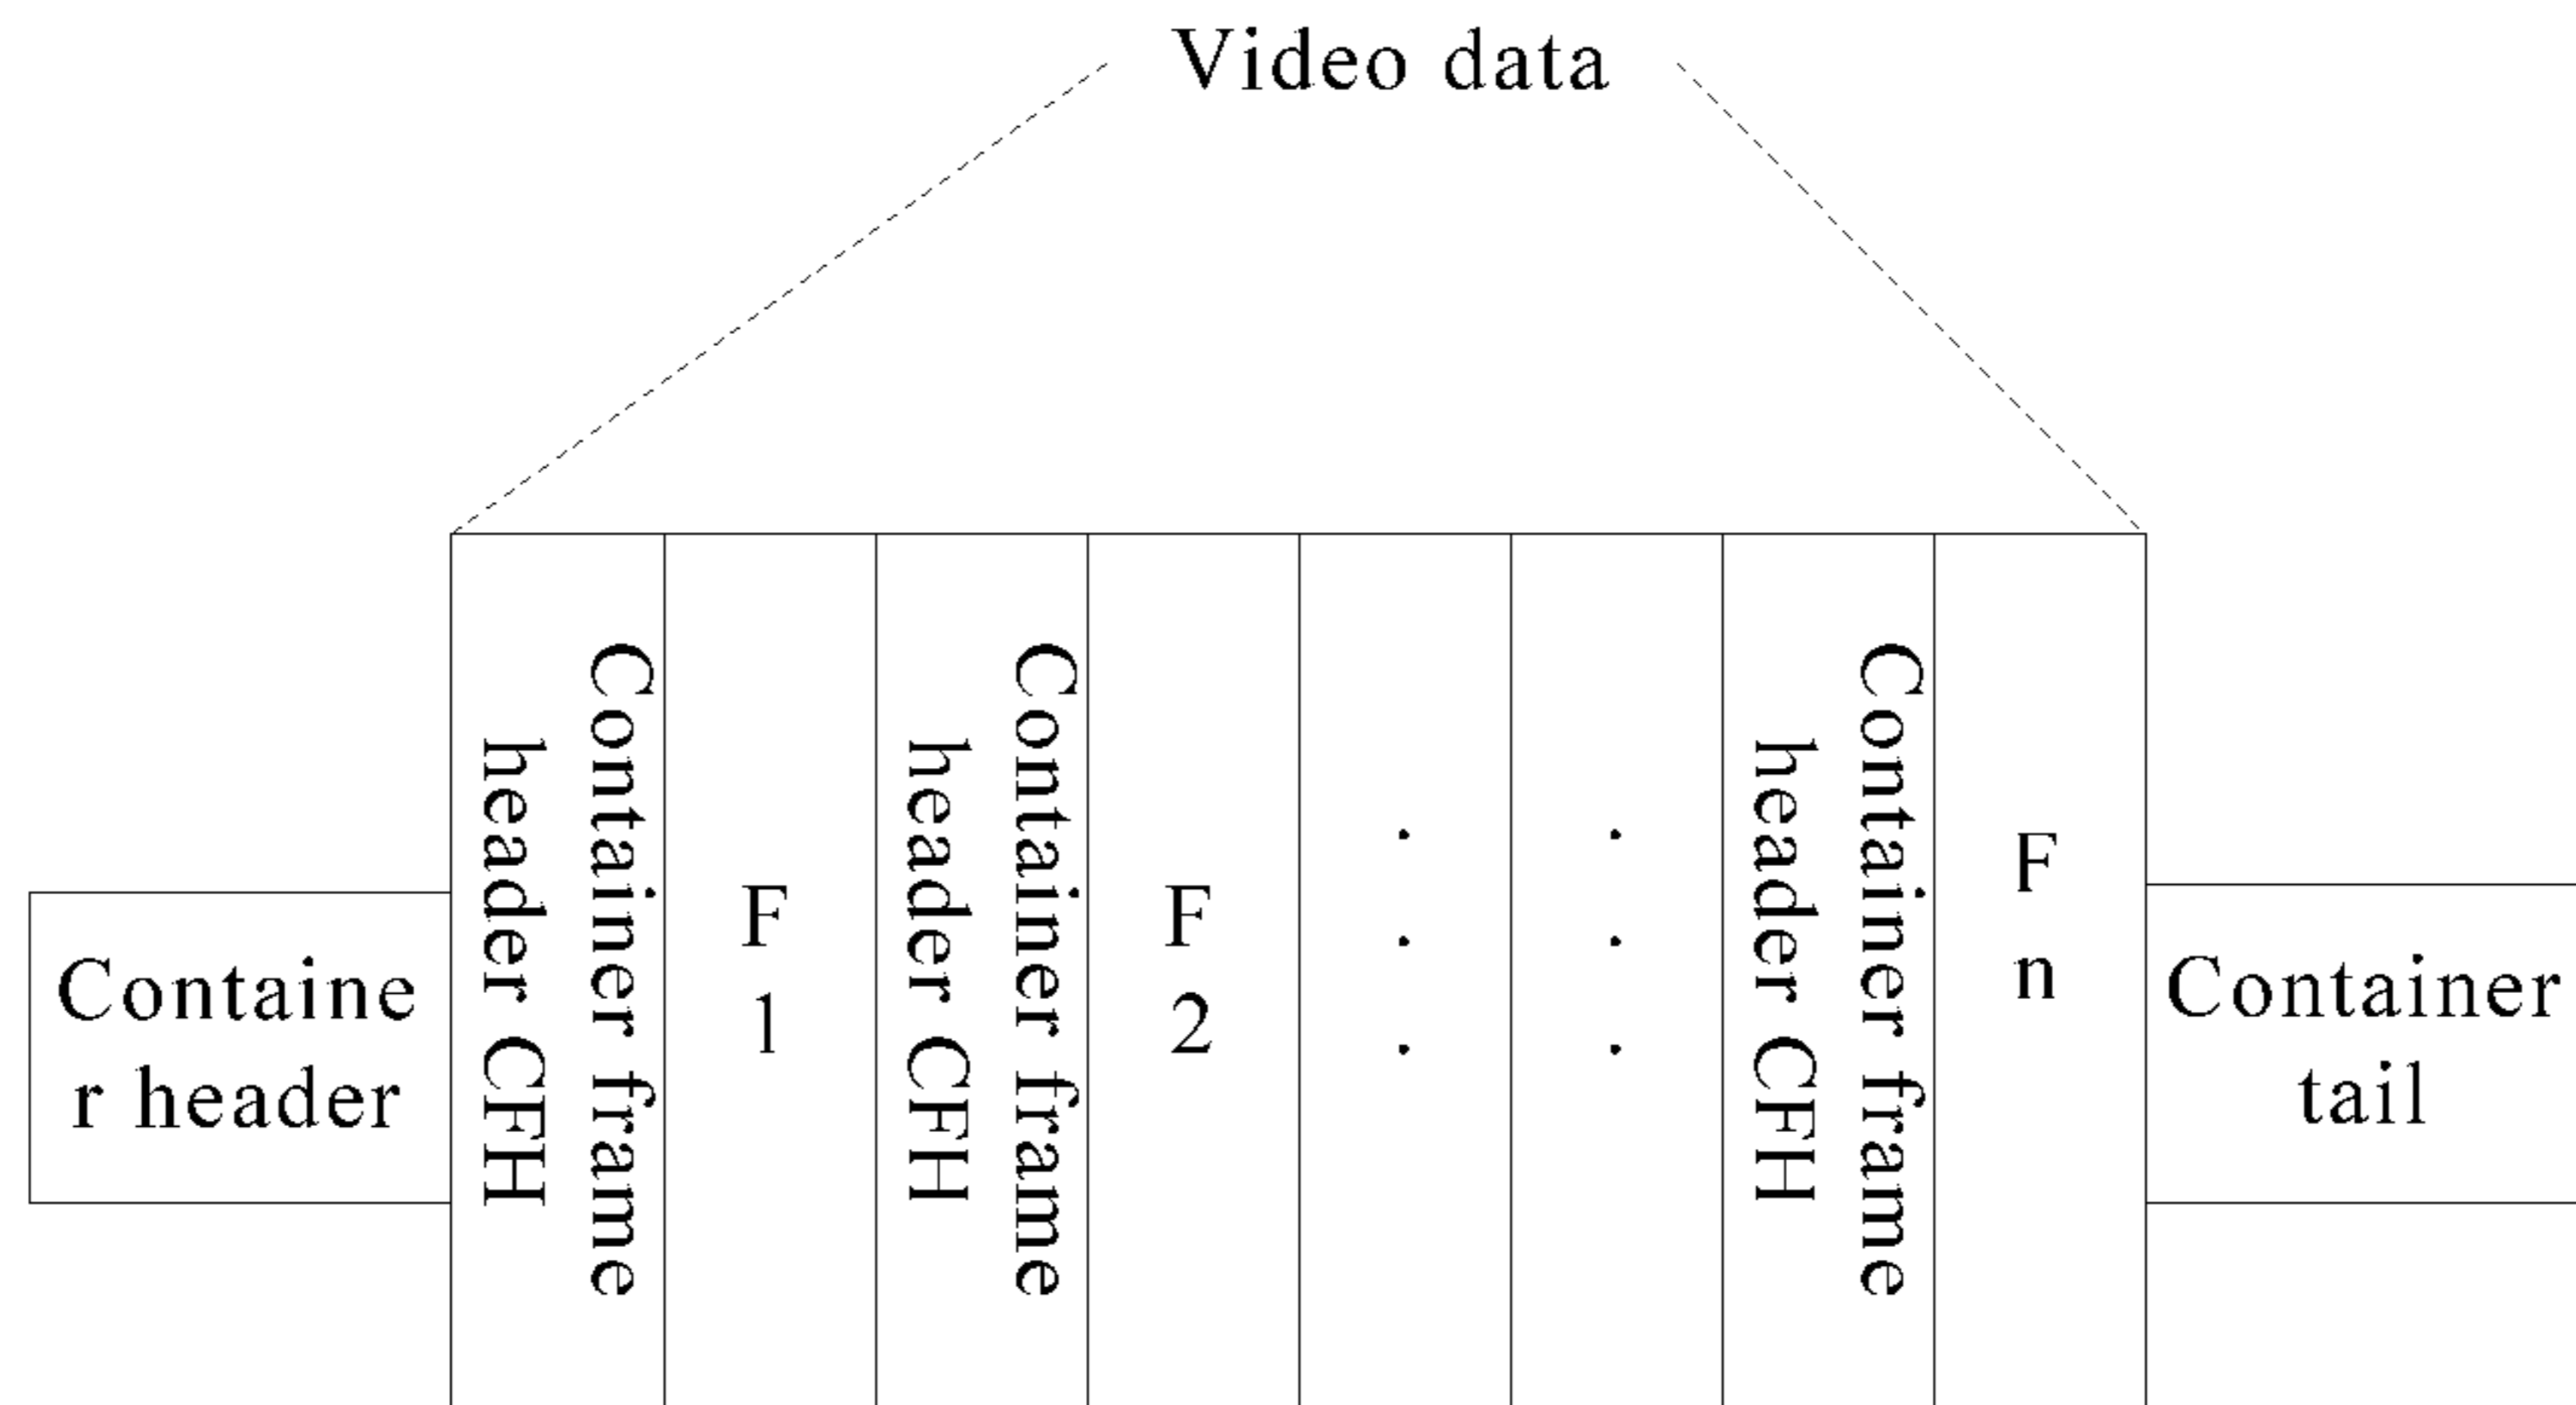 Video data
Containe
r header
Container frame
header CFH
F
1
Container frame
header CFH
F
2
.
.
.
.
.
.
Container frame
header CFH
F
n
Container
tail